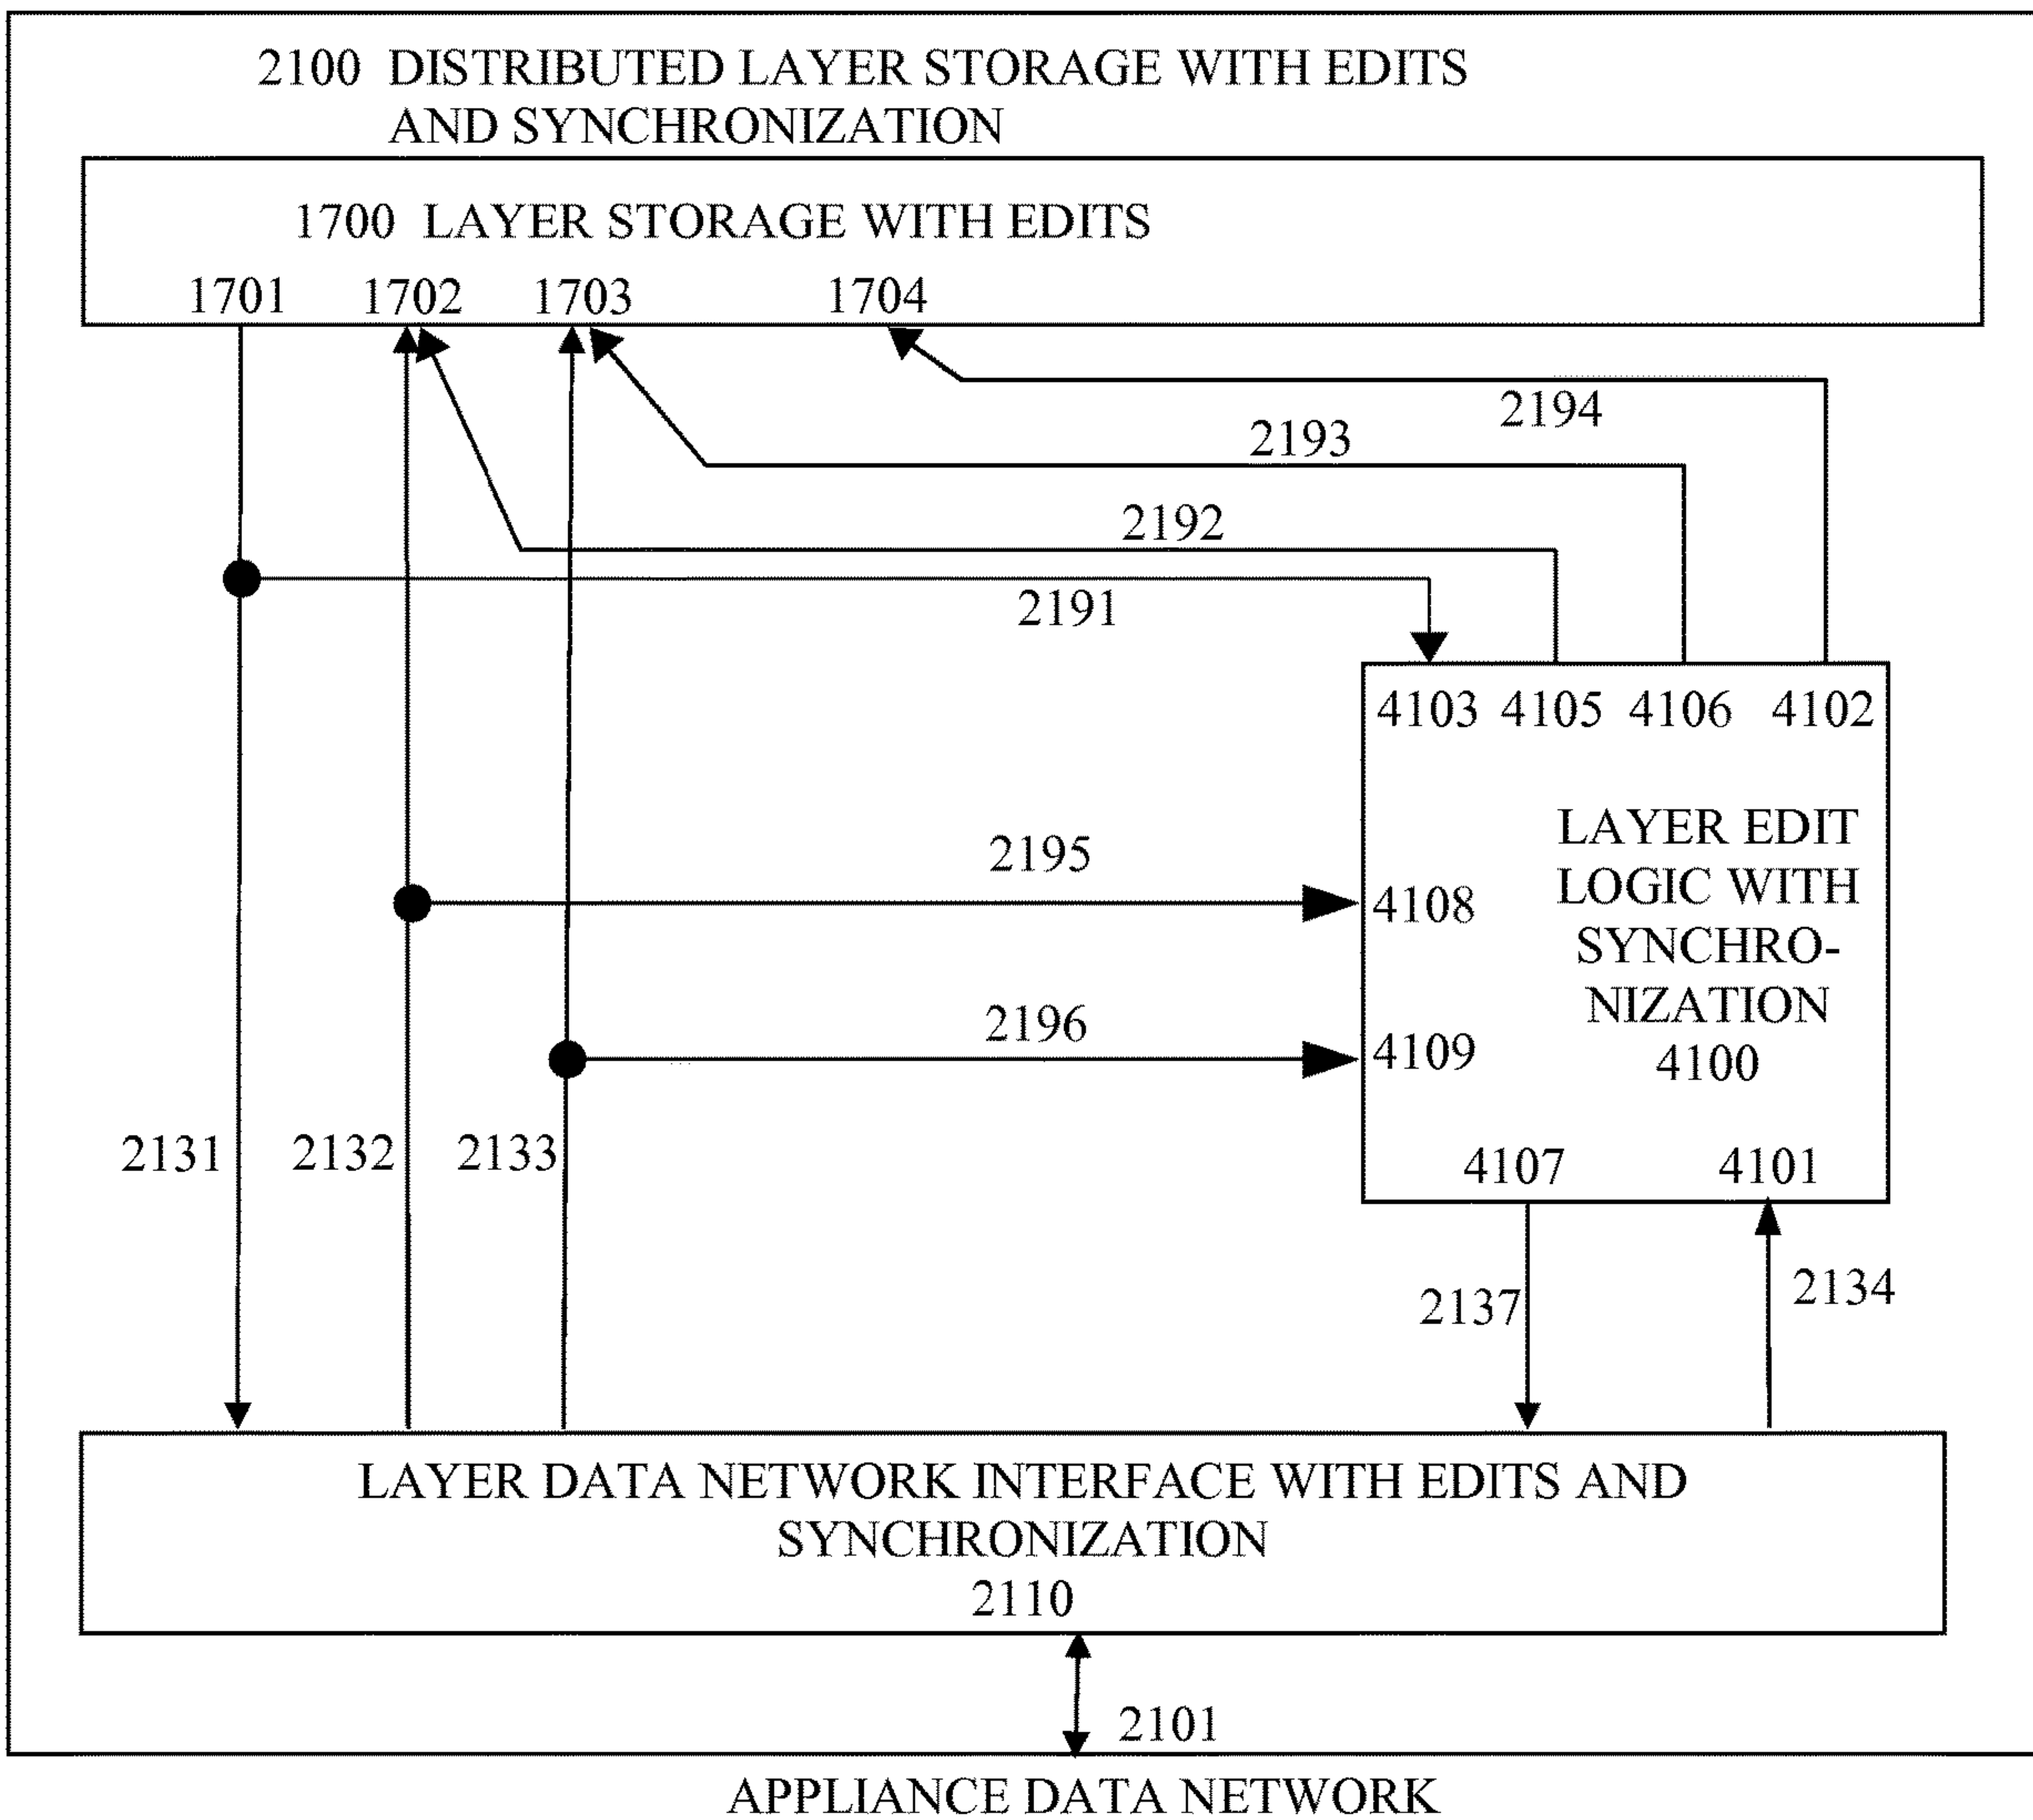 2100 DISTRIBUTED LAYER STORAGE WITH EDITS
AND SYNCHRONIZATION
1700 LAYER STORAGE WITH EDITS
1701 1702 1703 1704
2194
2193
2192
2191
4103 4105 4106 4102
LAYER EDIT
LOGIC WITH
SYNCHRO-
NIZATION
4100
2195
4108
2196
4109
2131 2132 2133
4107 4101
2137 2134
LAYER DATA NETWORK INTERFACE WITH EDITS AND
SYNCHRONIZATION
2110
2101
APPLIANCE DATA NETWORK